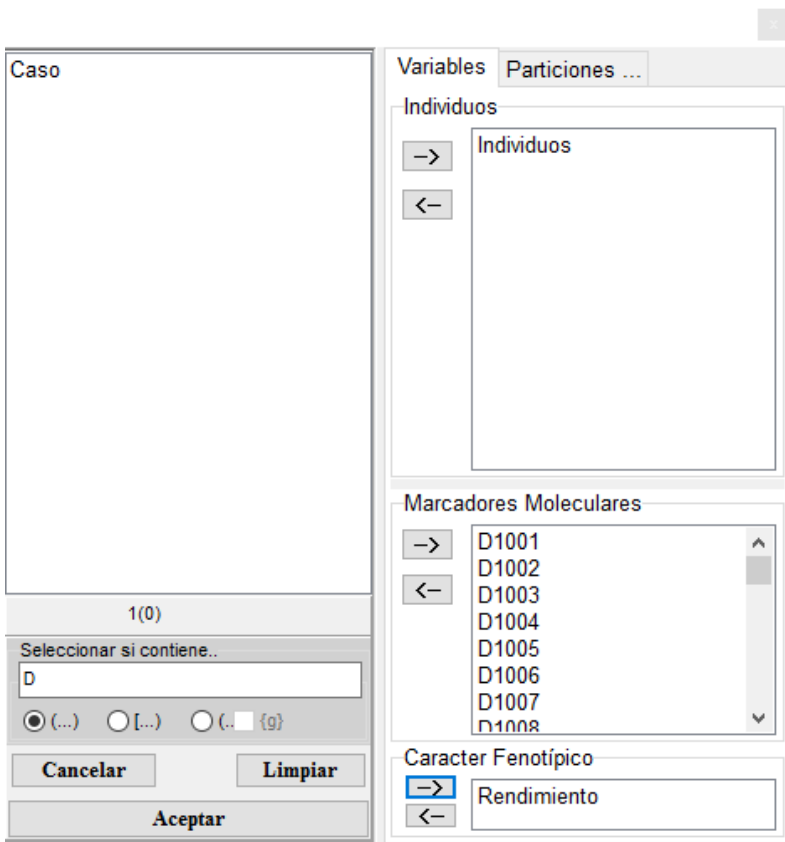 Caso
1(0)
Seleccionar si contiene..
D
(...) [...) (.. {g}
Cancelar Limpiar
Aceptar
Variables Particiones ...
Individuos
-> Individuos
<-
Marcadores Moleculares
-> D1001
D1002
<- D1003
D1004
D1005
D1006
D1007
D1008
Caracter Fenotípico
-> Rendimiento
<-